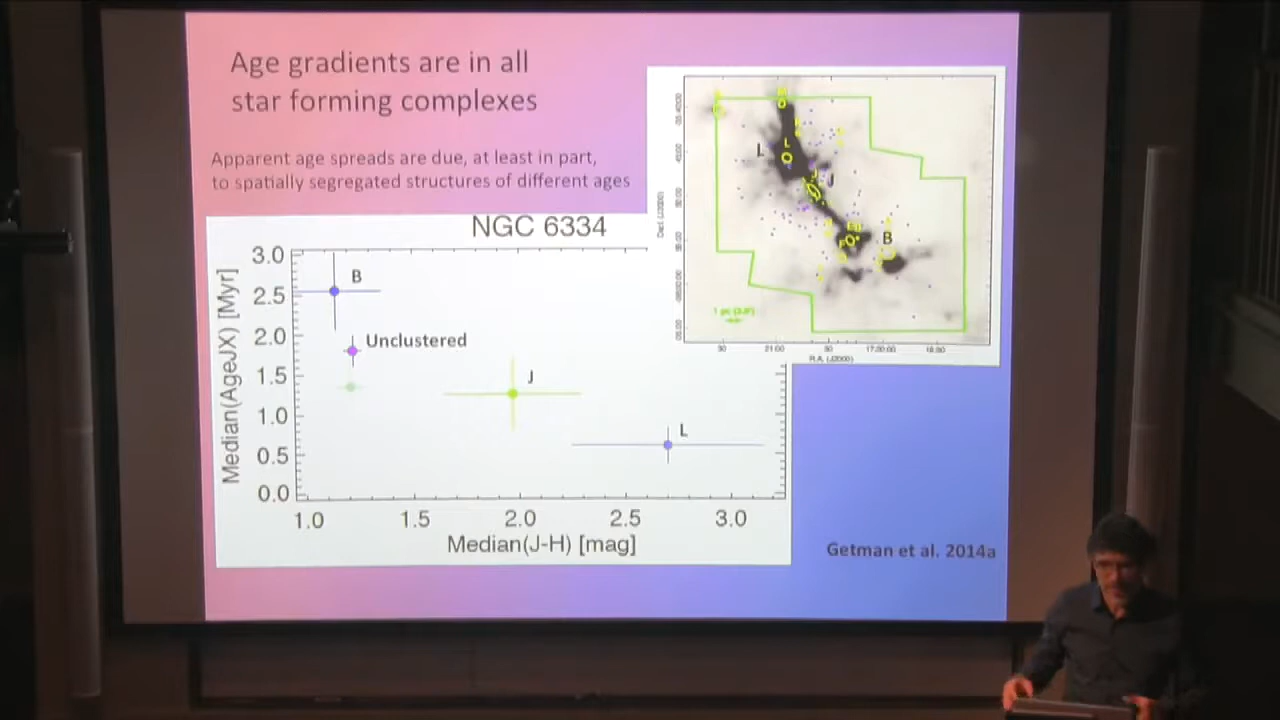 Age gradients are in all
star forming complexes
Apparent age spreads are due, at least in part,
to spatially segregated structures of different ages
NGC 6334
Median(AgeJX) [Myr]
3.0
2.5
2.0
1.5
1.0
0.5
0.0
B
Unclustered
J
L
1.0 1.5 2.0 2.5 3.0
Median(J-H) [mag]
L
L
J
B
Decl. (J2000)
R.A. (J2000)
Getman et al. 2014a